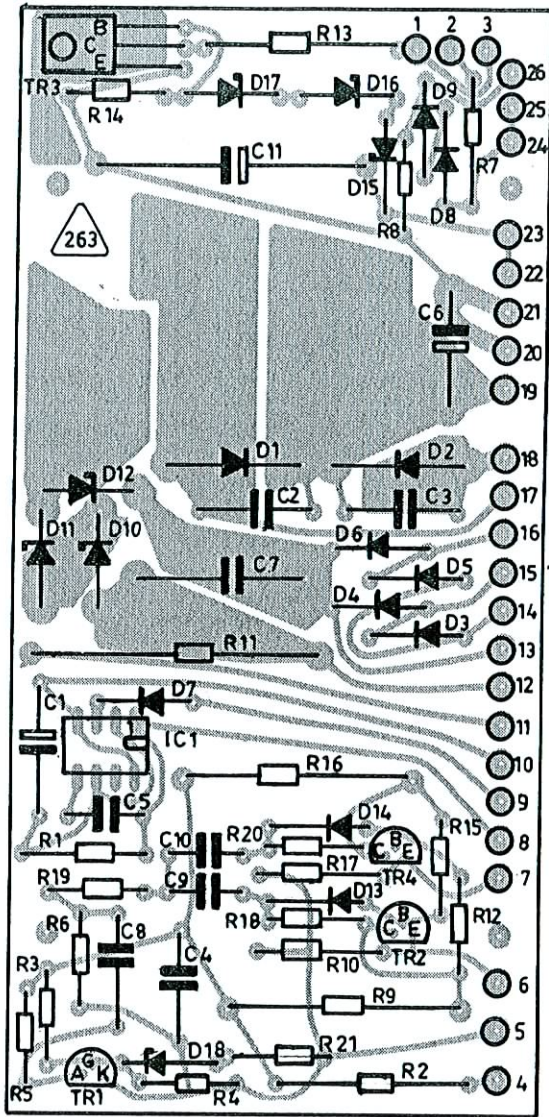 B
C
E
TR3
R13
1 2 3
26
D17 D16 D9
R14
25
24
C11
D15
R8
D8
R7
263
23
22
C6
21
20
19
D1 D2
18
D12
C2 C3
17
D11 D10
D6
16
C7
D5
15
D4
14
D3
13
R11
12
D7
11
C1
IC1
10
R16
9
C5
D14
R15
8
R1
C10 R20
C B E
TR4
R17
7
R19
C9
D13
R6
C8
R18
C B E
TR2
R12
C4
R10
R3
6
R9
5
R5
A G K
TR1
D18
R21
R4
R2
4